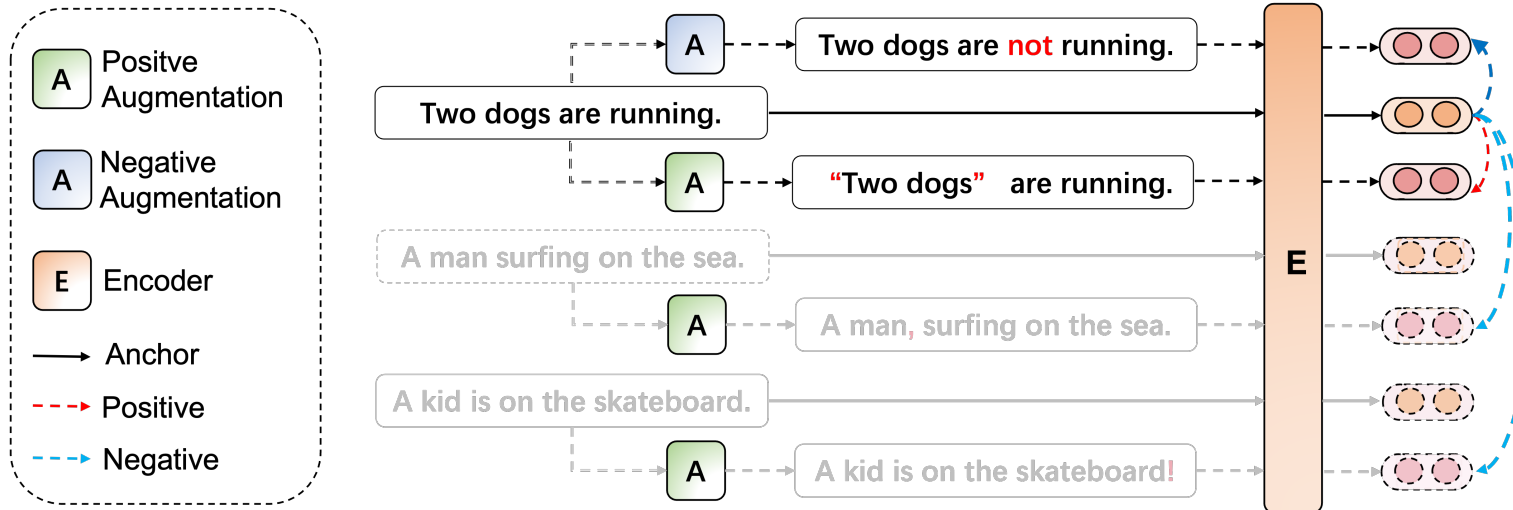 A
Positve
Augmentation
A
Negative
Augmentation
E
Encoder
Anchor
Positive
Negative
A
Two dogs are not running.
Two dogs are running.
A
“Two dogs” are running.
A man surfing on the sea.
A
A man, surfing on the sea.
A kid is on the skateboard.
A
A kid is on the skateboard!
E